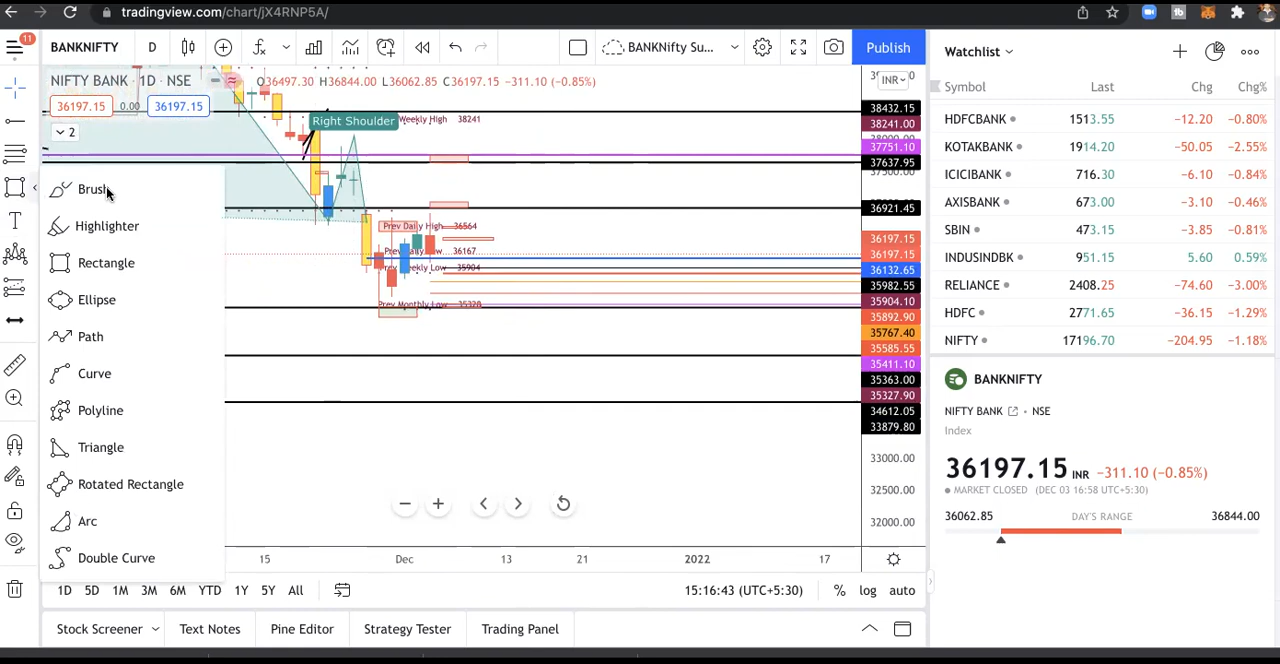 tradingview.com/chart/jX4RNP5A/
11
BANKNIFTY D BANKNifty Su... Publish
NIFTY BANK · 1D · NSE O36497.30 H36844.00 L36062.85 C36197.15 −311.10 (−0.85%)
INR
36197.15 0.00 36197.15
2
Brush
Highlighter
Rectangle
Ellipse
Path
Curve
Polyline
Triangle
Rotated Rectangle
Arc
Double Curve
Right Shoulder
Weekly High 38241
Prev Daily High 36564
36167
Prev Weekly Low 35904
Prev Monthly Low 35328
38432.15
38241.00
37751.10
37637.95
37500.00
36921.45
36197.15
36197.15
36132.65
35982.55
35904.10
35892.90
35767.40
35585.55
35411.10
35363.00
35327.90
34612.05
33879.80
33000.00
32500.00
32000.00
15 Dec 13 21 2022 17
1D 5D 1M 3M 6M YTD 1Y 5Y All 15:16:43 (UTC+5:30) % log auto
Stock Screener Text Notes Pine Editor Strategy Tester Trading Panel
Watchlist
Symbol Last Chg Chg%
HDFCBANK 1513.55 −12.20 −0.80%
KOTAKBANK 1914.20 −50.05 −2.55%
ICICIBANK 716.30 −6.10 −0.84%
AXISBANK 673.00 −3.10 −0.46%
SBIN 473.35 −3.85 −0.81%
INDUSINDBK 951.15 5.60 0.59%
RELIANCE 2408.25 −74.60 −3.00%
HDFC 2771.65 −36.15 −1.29%
NIFTY 17196.70 −204.95 −1.18%
BANKNIFTY
NIFTY BANK · NSE
Index
36197.15 INR −311.10 (−0.85%)
MARKET CLOSED (DEC 03 16:58 UTC+5:30)
36062.85 DAY'S RANGE 36844.00